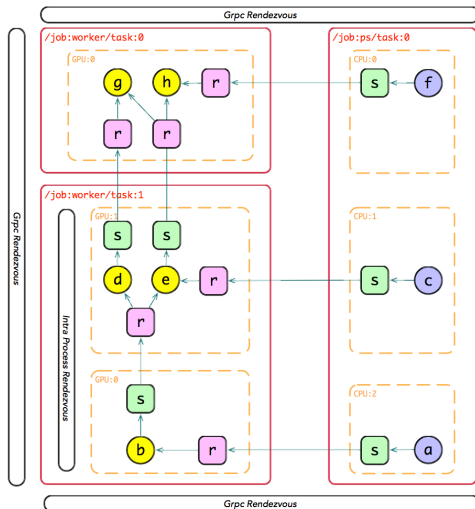 Grpc Rendezvous
/job:worker/task:0
/job:ps/task:0
GPU:0
CPU:0
g
h
r
s
f
r
r
Grpc Rendezvous
/job:worker/task:1
GPU:1
CPU:1
s
s
d
e
r
s
c
r
Intra Process Rendezvous
GPU:0
CPU:2
s
b
r
s
a
Grpc Rendezvous